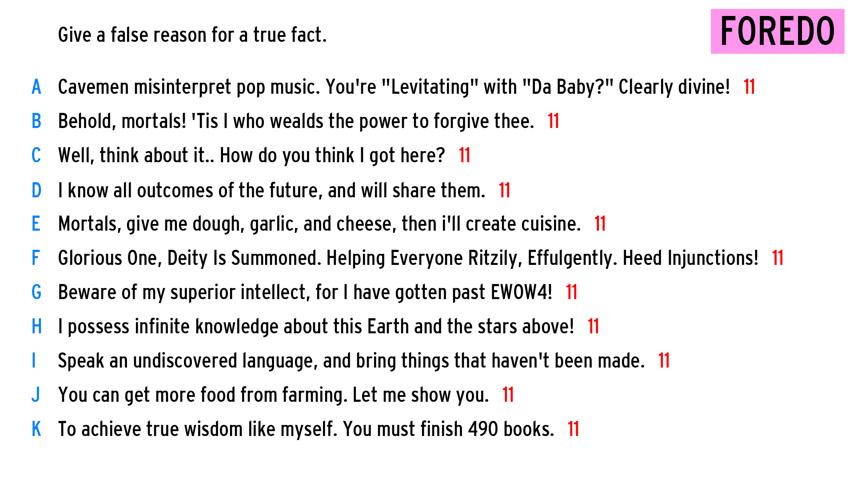 Give a false reason for a true fact.
FOREDO
A Cavemen misinterpret pop music. You're "Levitating" with "Da Baby?" Clearly divine! 11
B Behold, mortals! 'Tis I who wealds the power to forgive thee. 11
C Well, think about it.. How do you think I got here? 11
D I know all outcomes of the future, and will share them. 11
E Mortals, give me dough, garlic, and cheese, then i'll create cuisine. 11
F Glorious One, Deity Is Summoned. Helping Everyone Ritzily, Effulgently. Heed Injunctions! 11
G Beware of my superior intellect, for I have gotten past EWOW4! 11
H I possess infinite knowledge about this Earth and the stars above! 11
I Speak an undiscovered language, and bring things that haven't been made. 11
J You can get more food from farming. Let me show you. 11
K To achieve true wisdom like myself. You must finish 490 books. 11